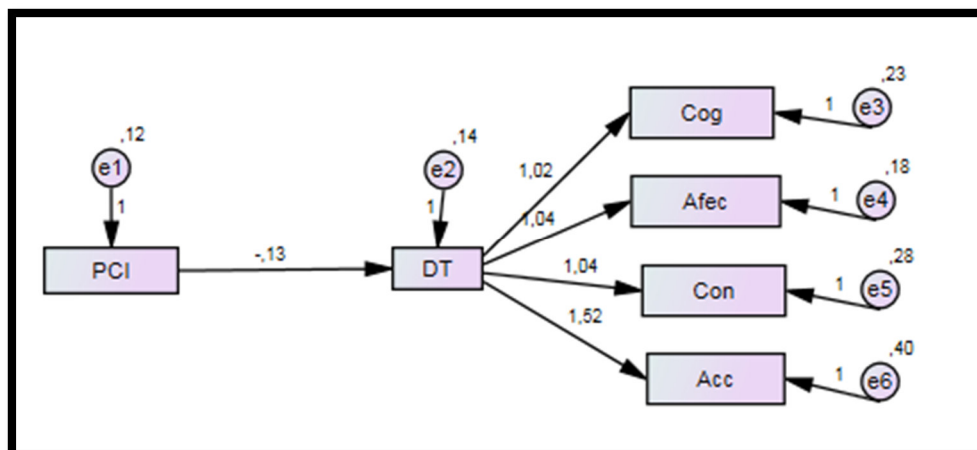 ,23
Cog
1
e3
,12
,14
e1
e2
1,02
,18
1
1
Afec
1
e4
1,04
PCI
-,13
DT
,28
1,04
Con
1
e5
1,52
,40
Acc
1
e6